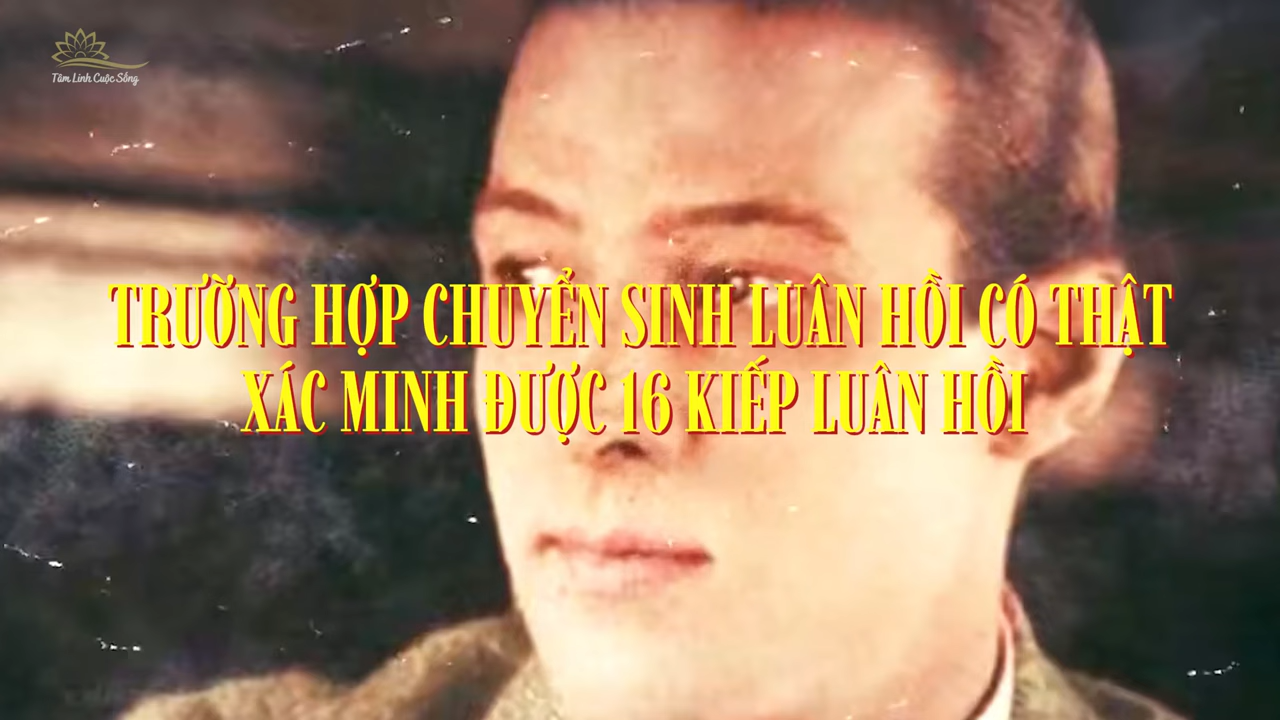 Tâm Linh Cuộc Sống
TRƯỜNG HỢP CHUYỂN SINH LUÂN HỒI CÓ THẬT
XÁC MINH ĐƯỢC 16 KIẾP LUÂN HỒI